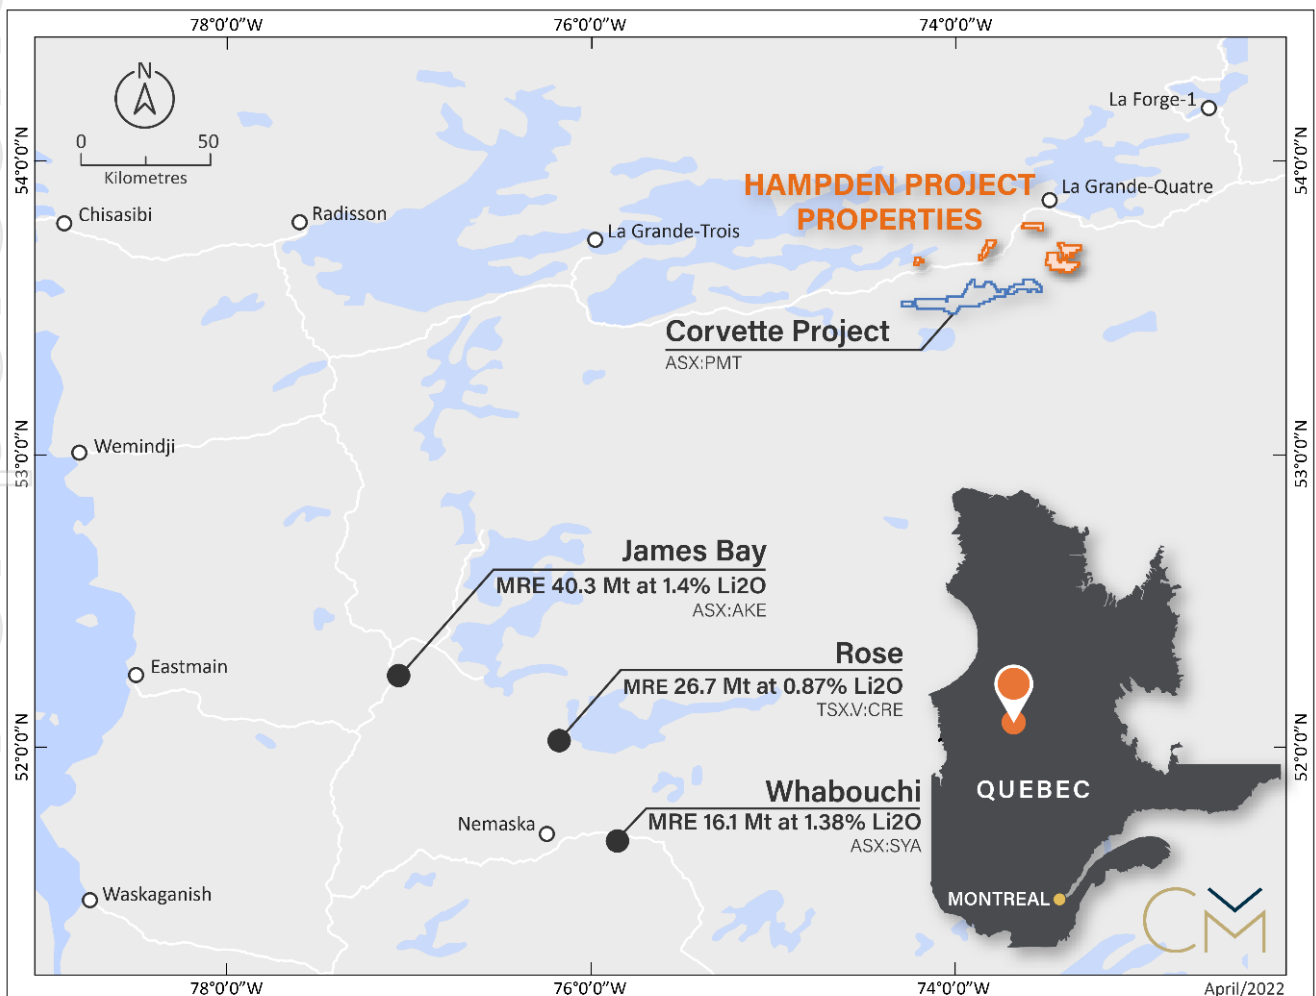 78°0'0"W
76°0'0"W
74°0'0"W
N
0 50
Kilometres
54°0'0"N
54°0'0"N
La Forge-1
HAMPDEN PROJECT
PROPERTIES
La Grande-Quatre
Chisasibi
Radisson
La Grande-Trois
Corvette Project
ASX:PMT
Wemindji
53°0'0"N
53°0'0"N
James Bay
MRE 40.3 Mt at 1.4% Li2O
ASX:AKE
Rose
MRE 26.7 Mt at 0.87% Li2O
TSX.V:CRE
Eastmain
52°0'0"N
52°0'0"N
Whabouchi
MRE 16.1 Mt at 1.38% Li2O
ASX:SYA
QUEBEC
Nemaska
Waskaganish
MONTREAL
CM
78°0'0"W
76°0'0"W
74°0'0"W
April/2022